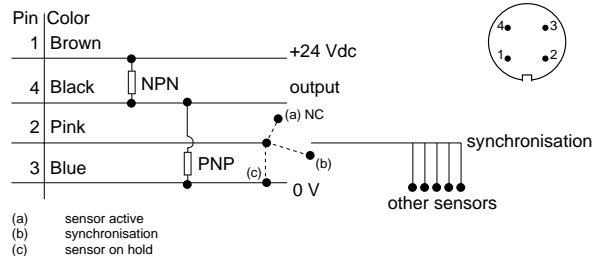 Pin Color
1 Brown +24 Vdc
NPN
4 Black output
(a) NC
2 Pink synchronisation
(b)
PNP (c)
3 Blue 0 V
other sensors
4 3
1 2
(a) sensor active
(b) synchronisation
(c) sensor on hold